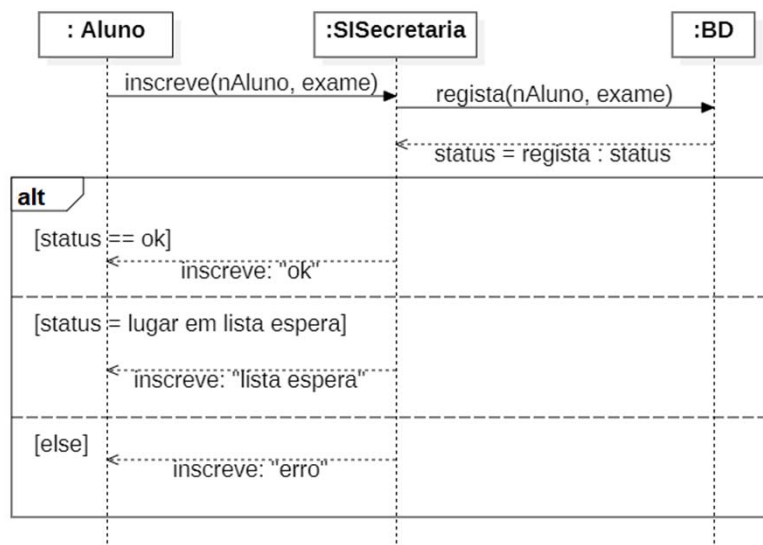 : Aluno
:SISecretaria
:BD
inscreve(nAluno, exame)
regista(nAluno, exame)
status = regista : status
alt
[status == ok]
inscreve: "ok"
[status = lugar em lista espera]
inscreve: "lista espera"
[else]
inscreve: "erro"